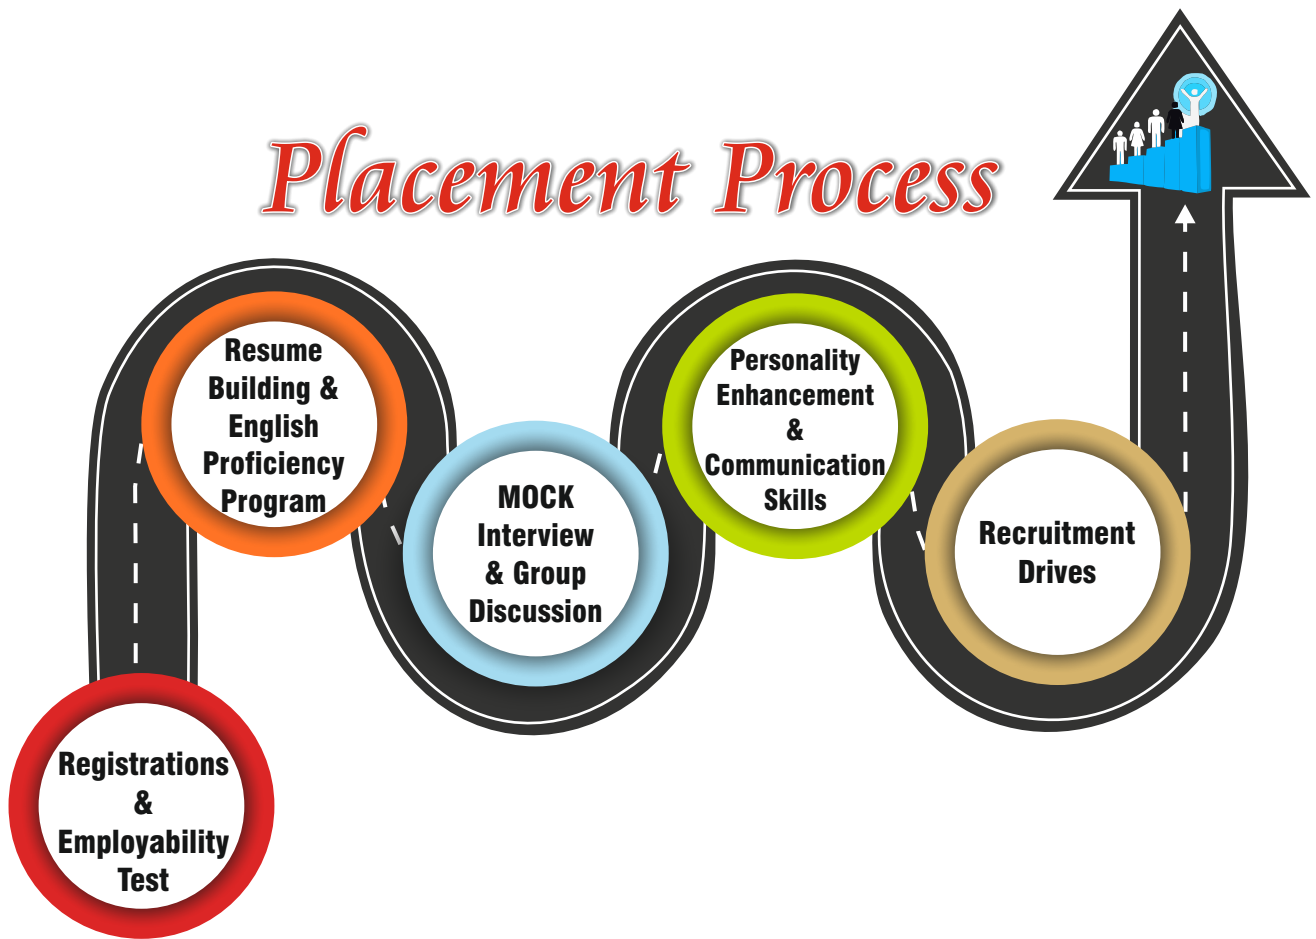 Placement Process
Registrations
&
Employability
Test
Resume
Building &
English
Proficiency
Program
MOCK
Interview
& Group
Discussion
Personality
Enhancement
&
Communication
Skills
Recruitment
Drives